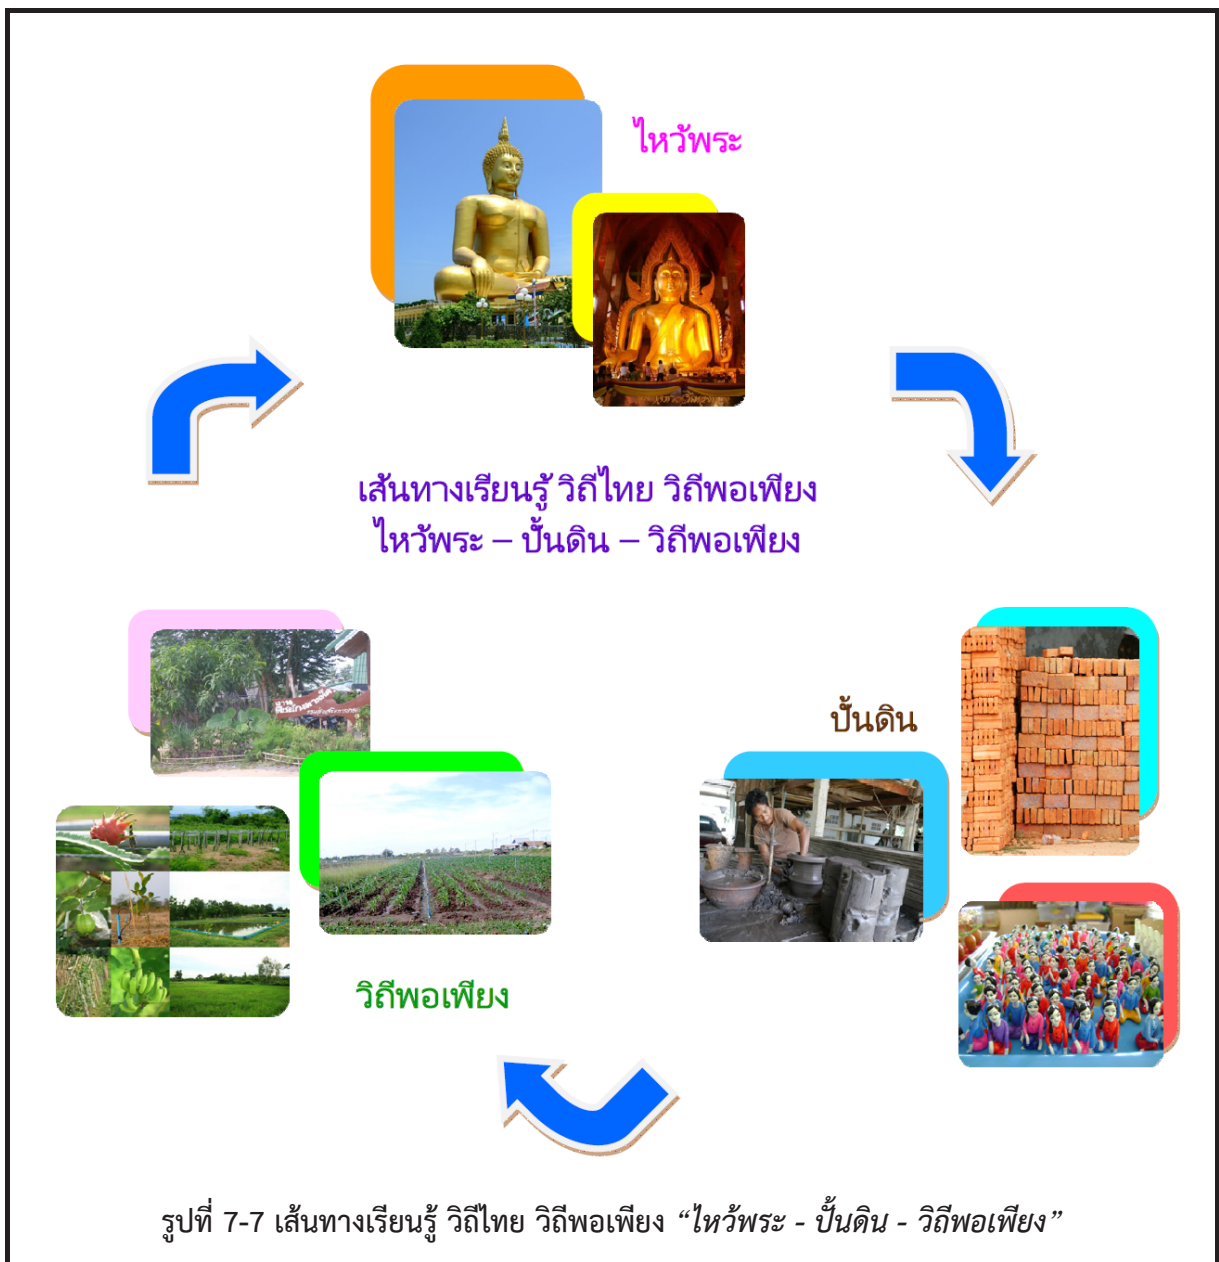 ไหว้พระ
เส้นทางเรียนรู้ วิถีไทย วิถีพอเพียง
ไหว้พระ – ปั้นดิน – วิถีพอเพียง
ปั้นดิน
วิถีพอเพียง
รูปที่ 7-7 เส้นทางเรียนรู้ วิถีไทย วิถีพอเพียง “ไหว้พระ - ปั้นดิน - วิถีพอเพียง”